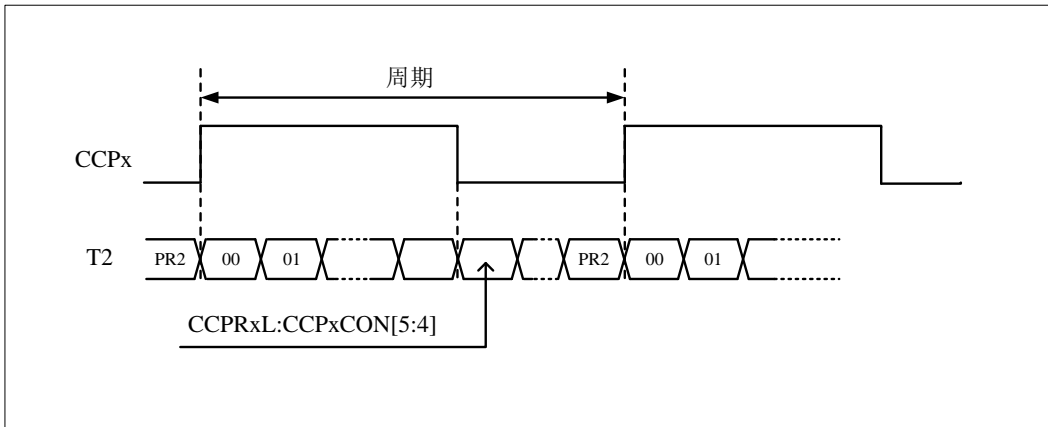 周期
CCPx
T2 PR2 00 01 PR2 00 01
CCPRxL:CCPxCON[5:4]